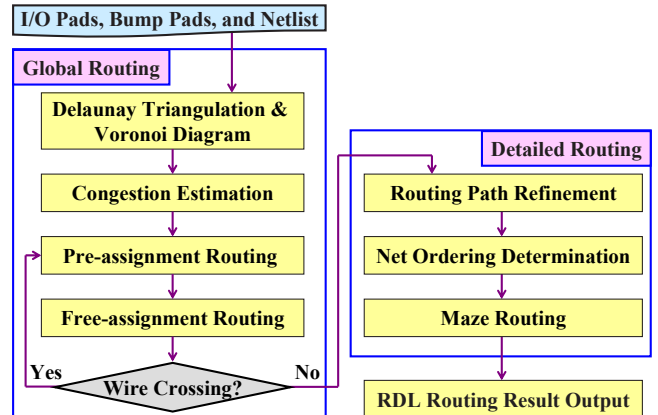 I/O Pads, Bump Pads, and Netlist
Global Routing
Delaunay Triangulation &
Voronoi Diagram
Congestion Estimation
Pre-assignment Routing
Free-assignment Routing
Yes
Wire Crossing?
No
Detailed Routing
Routing Path Refinement
Net Ordering Determination
Maze Routing
RDL Routing Result Output